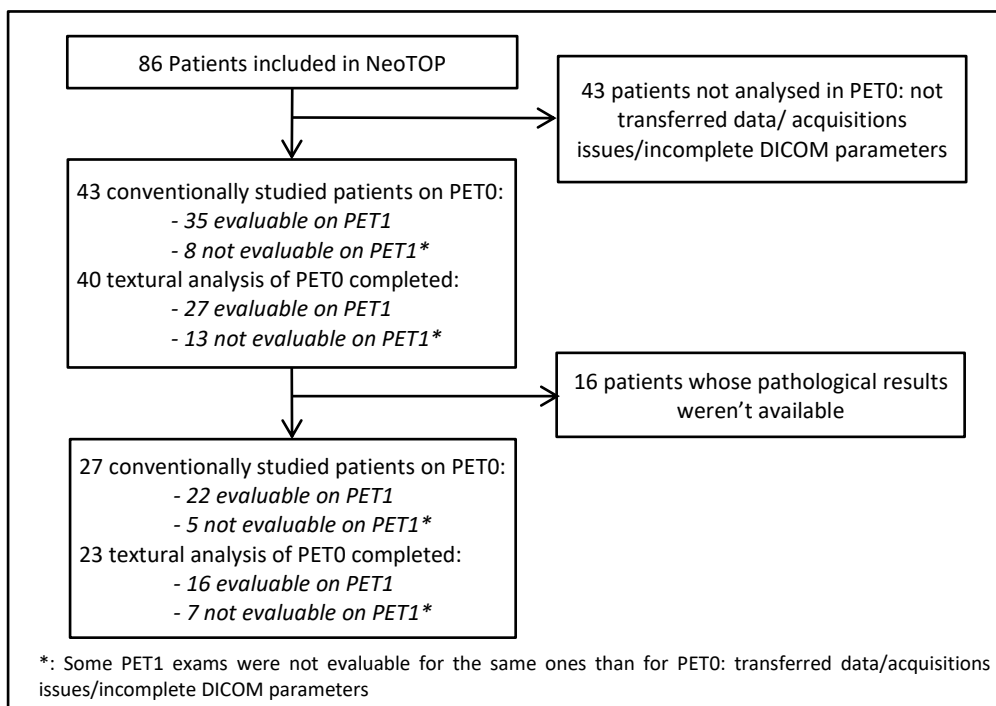 86 Patients included in NeoTOP
43 patients not analysed in PET0: not
transferred data/ acquisitions
issues/incomplete DICOM parameters
43 conventionally studied patients on PET0:
- 35 evaluable on PET1
- 8 not evaluable on PET1*
40 textural analysis of PET0 completed:
- 27 evaluable on PET1
- 13 not evaluable on PET1*
16 patients whose pathological results
weren’t available
27 conventionally studied patients on PET0:
- 22 evaluable on PET1
- 5 not evaluable on PET1*
23 textural analysis of PET0 completed:
- 16 evaluable on PET1
- 7 not evaluable on PET1*
*: Some PET1 exams were not evaluable for the same ones than for PET0: transferred data/acquisitions
issues/incomplete DICOM parameters